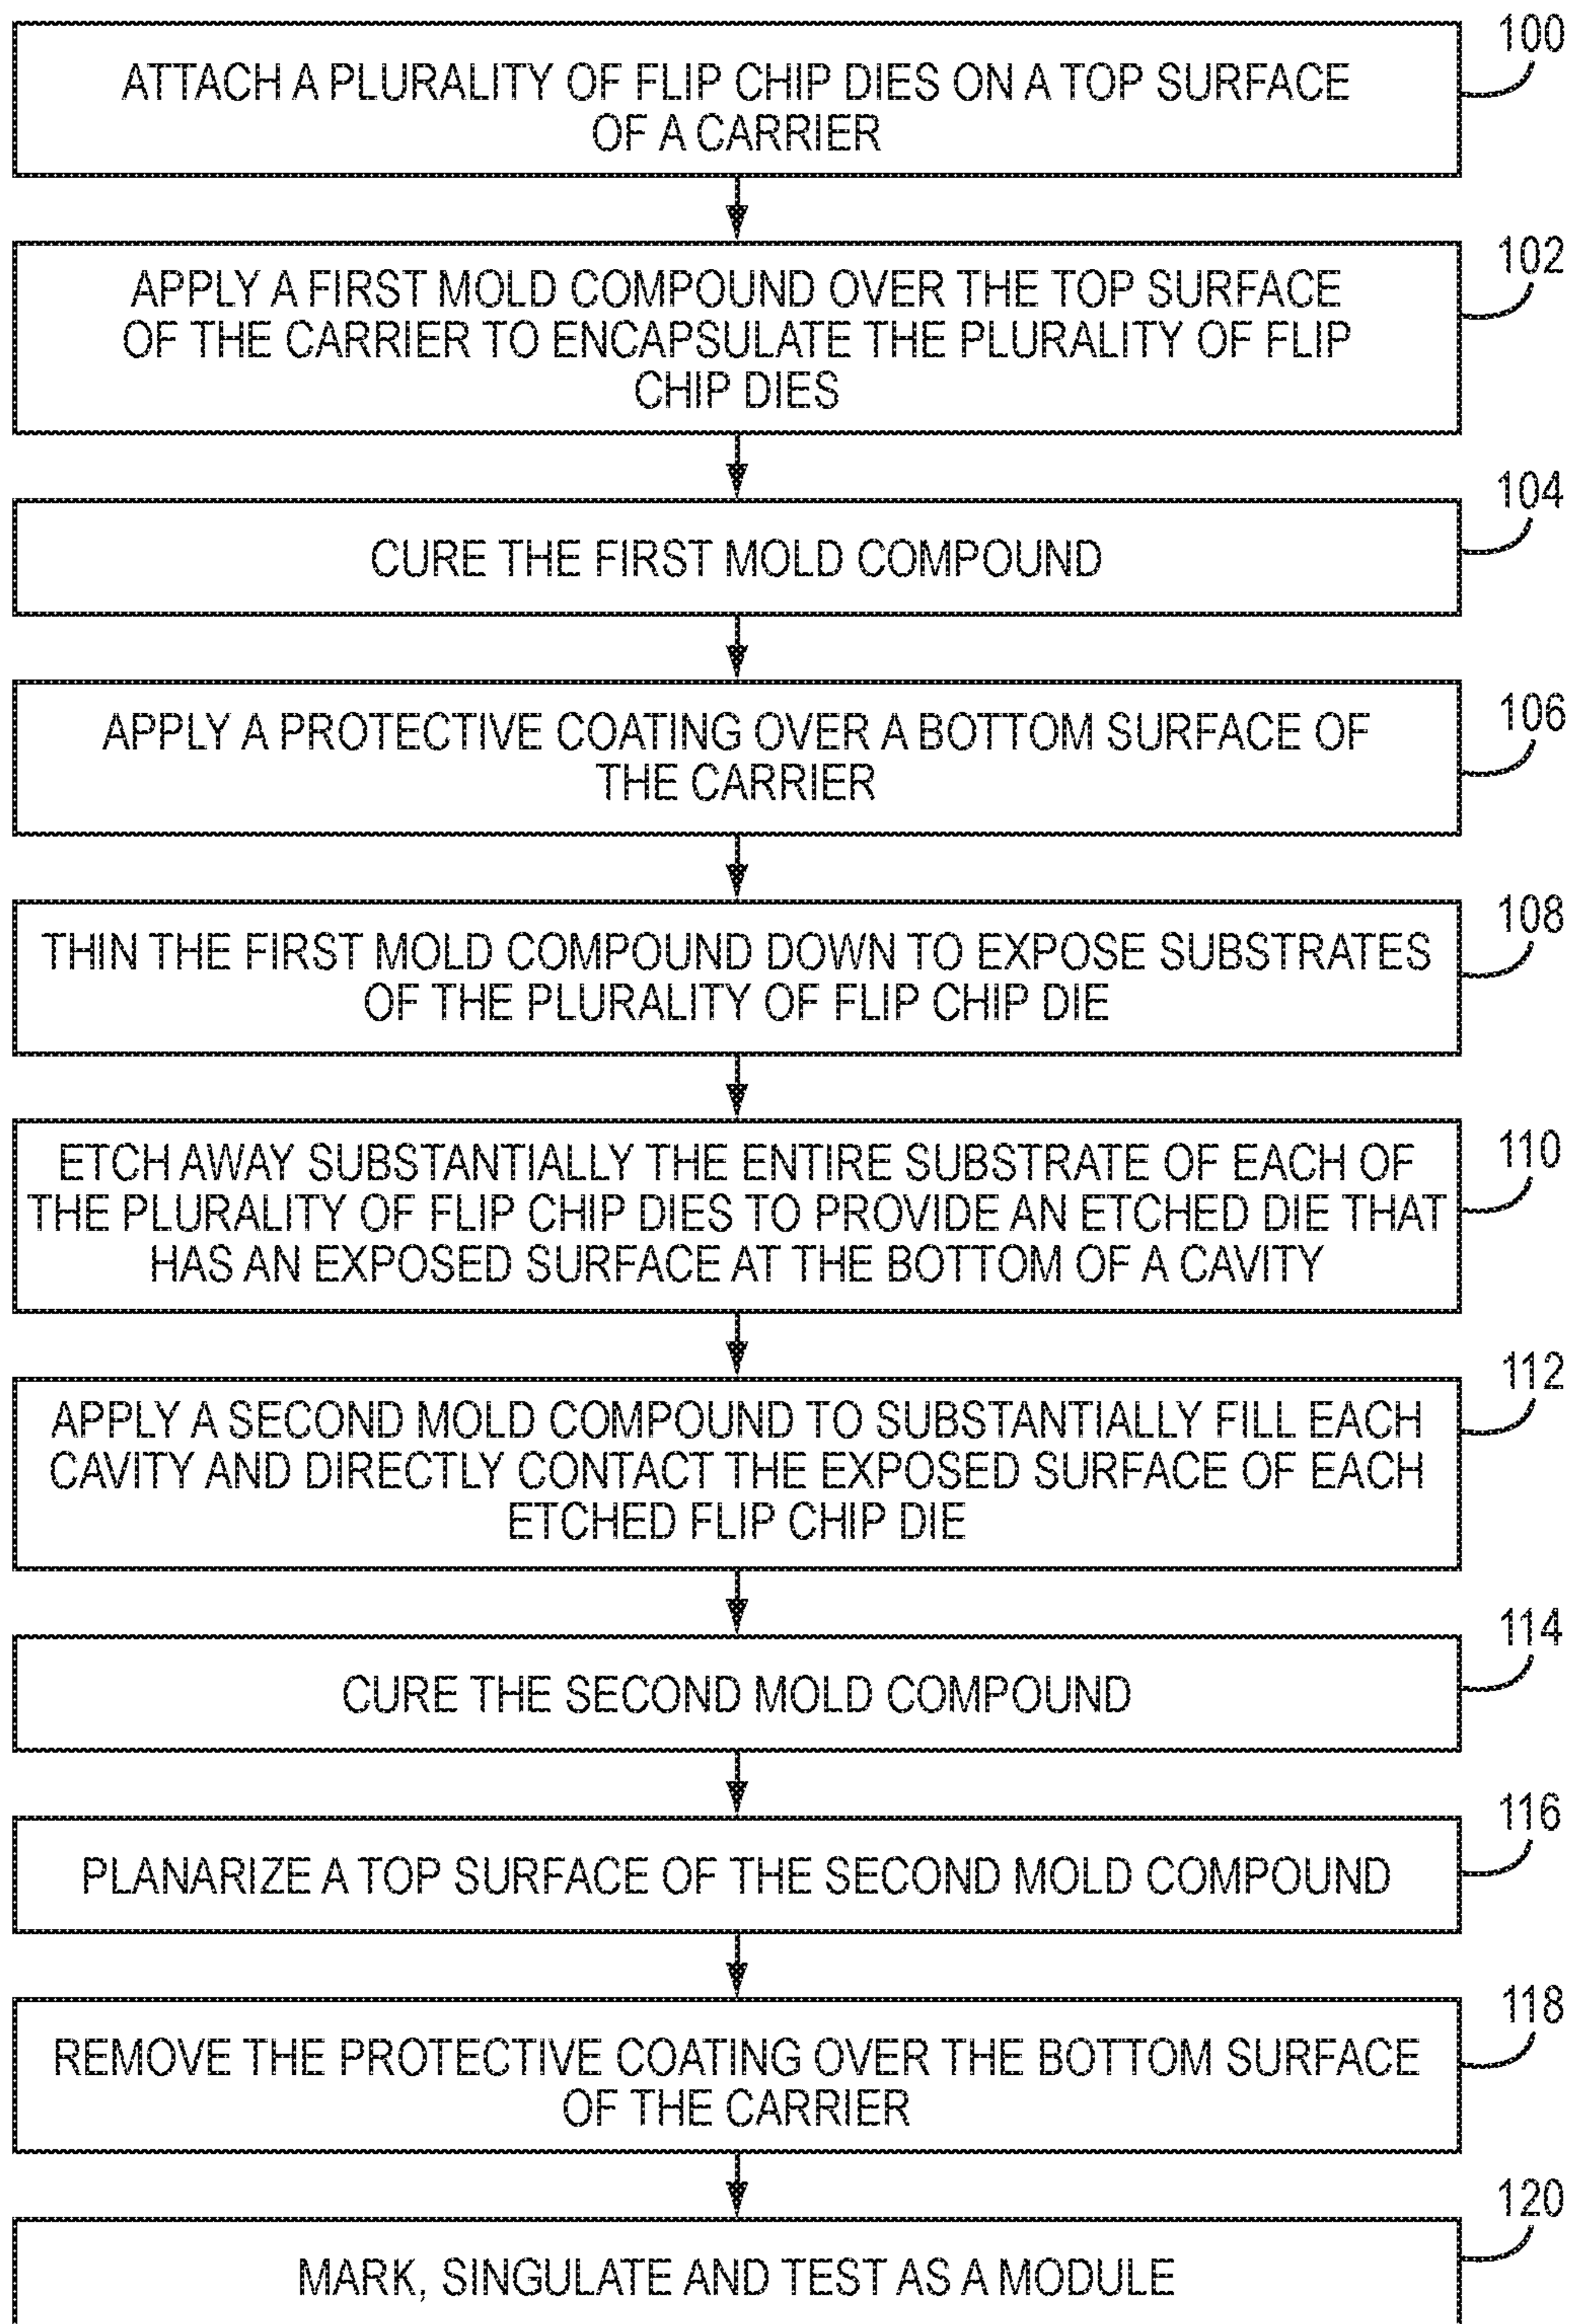 100
ATTACH A PLURALITY OF FLIP CHIP DIES ON A TOP SURFACE
OF A CARRIER
102
APPLY A FIRST MOLD COMPOUND OVER THE TOP SURFACE
OF THE CARRIER TO ENCAPSULATE THE PLURALITY OF FLIP
CHIP DIES
104
CURE THE FIRST MOLD COMPOUND
106
APPLY A PROTECTIVE COATING OVER A BOTTOM SURFACE OF
THE CARRIER
108
THIN THE FIRST MOLD COMPOUND DOWN TO EXPOSE SUBSTRATES
OF THE PLURALITY OF FLIP CHIP DIE
110
ETCH AWAY SUBSTANTIALLY THE ENTIRE SUBSTRATE OF EACH OF
THE PLURALITY OF FLIP CHIP DIES TO PROVIDE AN ETCHED DIE THAT
HAS AN EXPOSED SURFACE AT THE BOTTOM OF A CAVITY
112
APPLY A SECOND MOLD COMPOUND TO SUBSTANTIALLY FILL EACH
CAVITY AND DIRECTLY CONTACT THE EXPOSED SURFACE OF EACH
ETCHED FLIP CHIP DIE
114
CURE THE SECOND MOLD COMPOUND
116
PLANARIZE A TOP SURFACE OF THE SECOND MOLD COMPOUND
118
REMOVE THE PROTECTIVE COATING OVER THE BOTTOM SURFACE
OF THE CARRIER
120
MARK, SINGULATE AND TEST AS A MODULE